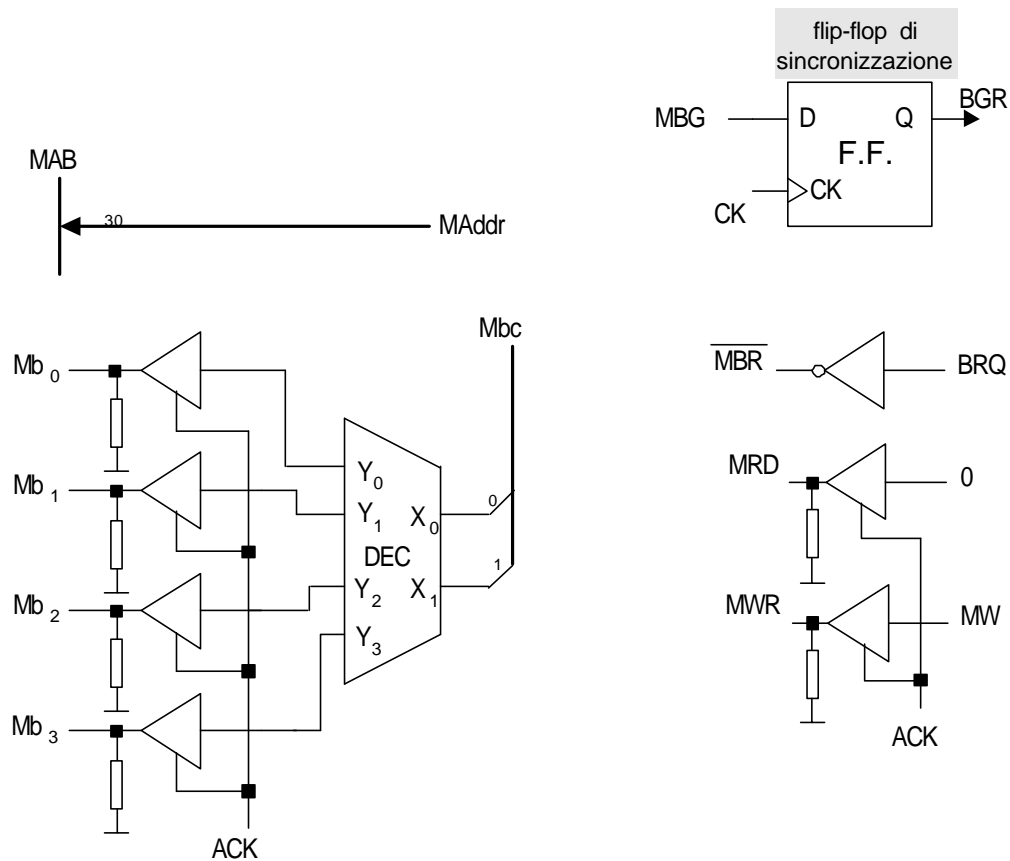 flip-flop di
sincronizzazione
MBG
D
Q
BGR
F.F.
CK
CK
MAB
30
MAddr
Mbc
Mb 0
Mb 1
Mb 2
Mb 3
Y0
Y1
X0
0
DEC
1
Y2
X1
Y3
ACK
MBR
BRQ
MRD
0
MWR
MW
ACK